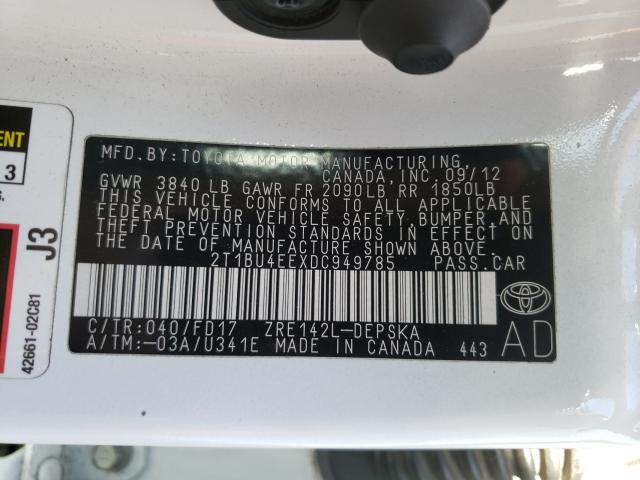 MFD.BY:TOYOTA MOTOR MANUFACTURING,
CANADA,INC.09/12
GVWR 3840 LB GAWR FR 2090LB RR 1850LB
THIS VEHICLE CONFORMS TO ALL APPLICABLE
FEDERAL MOTOR VEHICLE SAFETY,BUMPER,AND
THEFT PREVENTION STANDARDS IN EFFECT ON
THE DATE OF MANUFACTURE SHOWN ABOVE.
2T1BU4EEXDC949785 PASS.CAR
C/TR:040/FD17 ZRE142L-DEPSKA
A/TM:-03A/U341E MADE IN CANADA 443
AD
TOYOTA
J3
42661-02C81
3